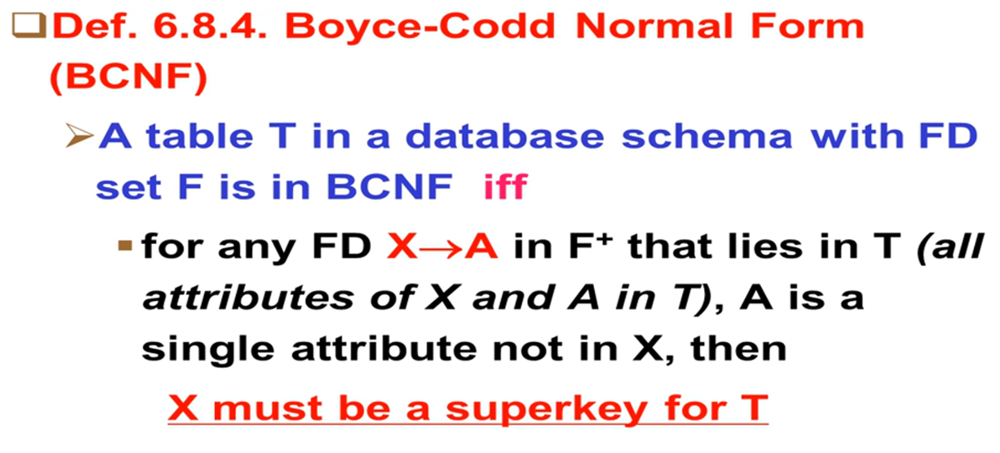 Def. 6.8.4. Boyce-Codd Normal Form
(BCNF)
A table T in a database schema with FD
set F is in BCNF iff
for any FD X→A in F⁺ that lies in T (all
attributes of X and A in T), A is a
single attribute not in X, then
X must be a superkey for T